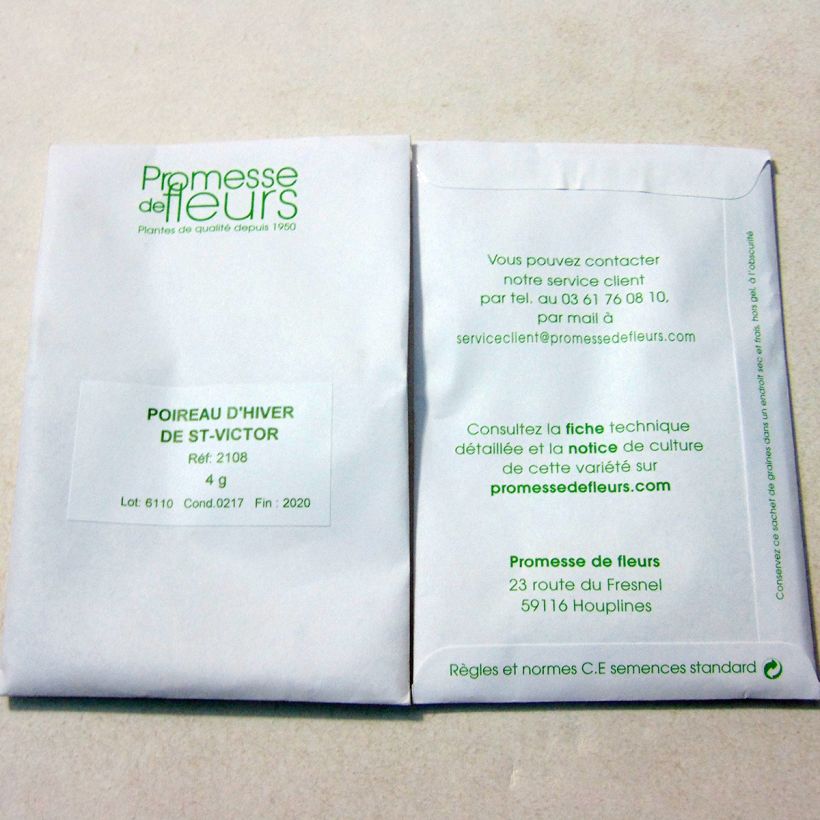 Promesse
de fleurs
Plantes de qualité depuis 1950
POIREAU D'HIVER
DE ST-VICTOR
Réf: 2108
4 g
Lot: 6110 Cond.0217 Fin : 2020
Vous pouvez contacter
notre service client
par tel. au 03 61 76 08 10,
par mail à
serviceclient@promessedefleurs.com
Consultez la fiche technique
détaillée et la notice de culture
de cette variété sur
promessedefleurs.com
Promesse de fleurs
23 route du Fresnel
59116 Houplines
Règles et normes C.E semences standard
Conservez ce sachet de graines dans un endroit sec et frais, hors gel, à l'obscurité